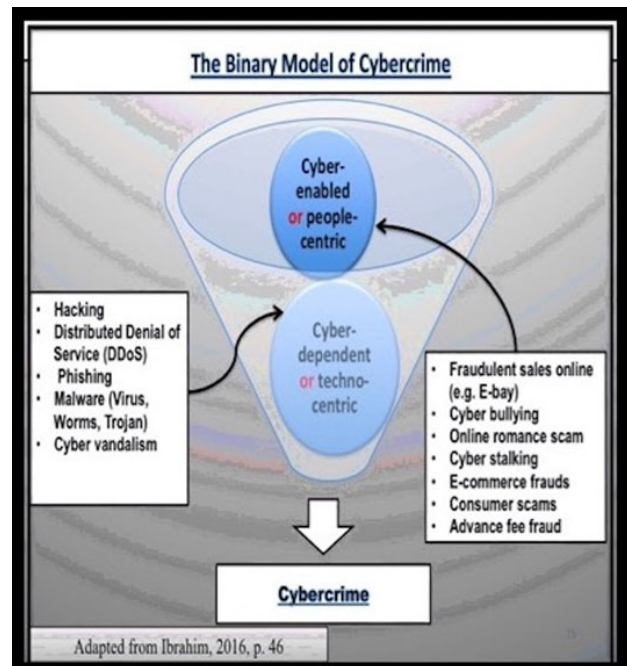 The Binary Model of Cybercrime
Cyber-
enabled
or people-
centric
Cyber-
dependent
or techno-
centric
• Hacking
• Distributed Denial of
Service (DDoS)
• Phishing
• Malware (Virus,
Worms, Trojan)
• Cyber vandalism
• Fraudulent sales online
(e.g. E-bay)
• Cyber bullying
• Online romance scam
• Cyber stalking
• E-commerce frauds
• Consumer scams
• Advance fee fraud
Cybercrime
Adapted from Ibrahim, 2016, p. 46